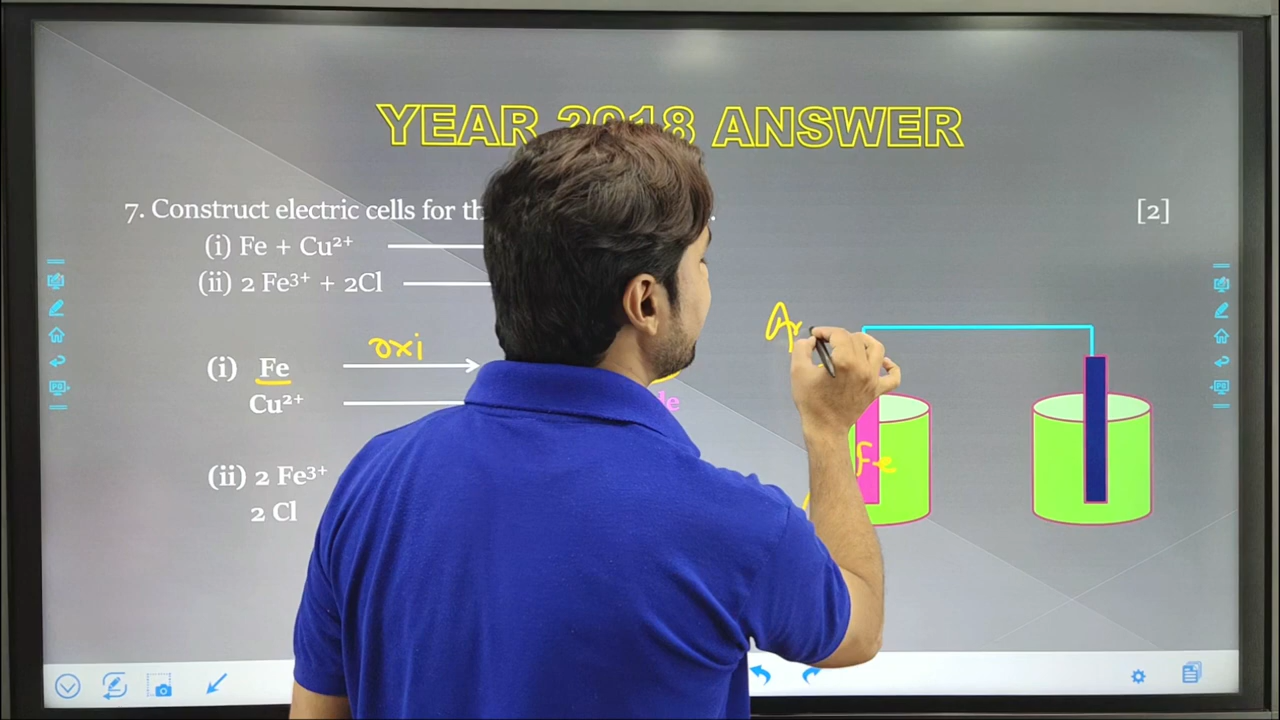 YEAR 2018 ANSWER
7. Construct electric cells for th
[2]
(i) Fe + Cu²⁺
(ii) 2 Fe³⁺ + 2Cl
(i) Fe
oxi
Cu²⁺
(ii) 2 Fe³⁺
2 Cl
Fe